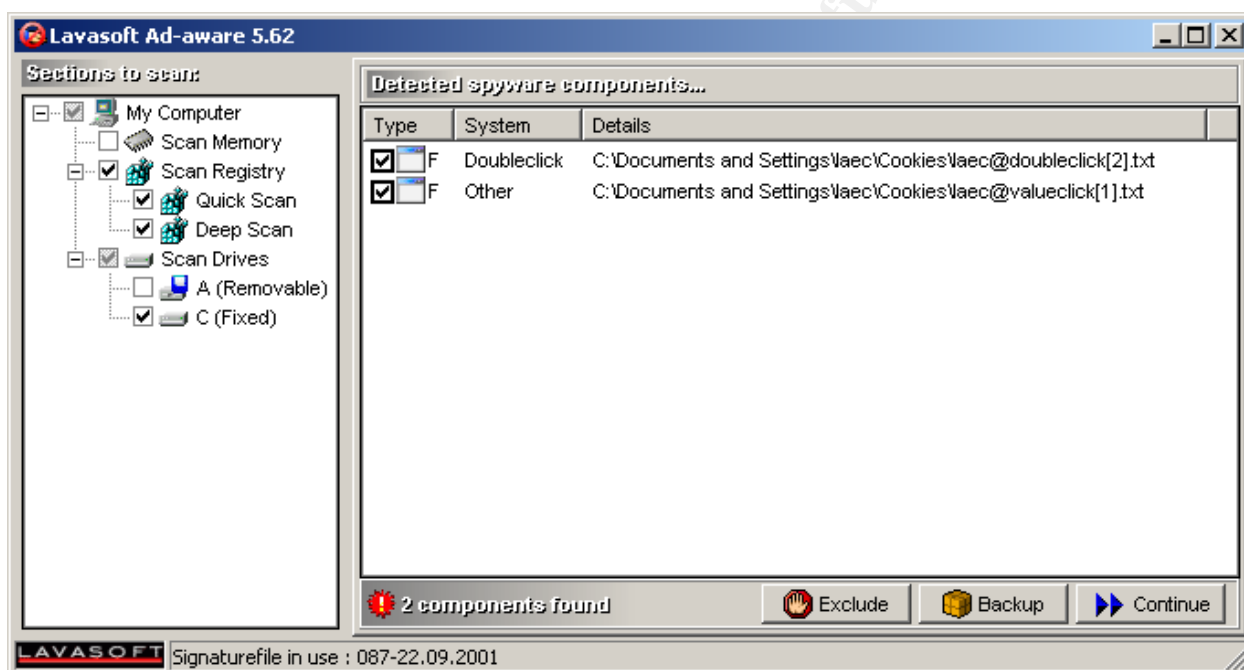 Lavasoft Ad-aware 5.62
Sections to scan:
My Computer
Scan Memory
Scan Registry
Quick Scan
Deep Scan
Scan Drives
A (Removable)
C (Fixed)
Detected spyware components...
Type System Details
F Doubleclick C:\Documents and Settings\laec\Cookies\laec@doubleclick[2].txt
F Other C:\Documents and Settings\laec\Cookies\laec@valueclick[1].txt
2 components found
Exclude
Backup
Continue
LAVASOFT Signaturefile in use : 087-22.09.2001